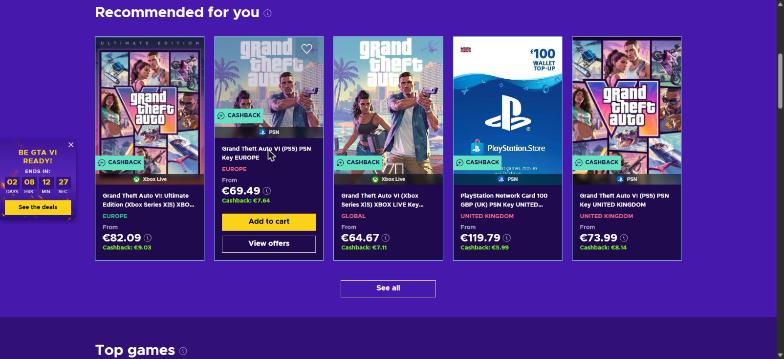 Recommended for you
ULTIMATE EDITION
grand
theft
auto
VI
CASHBACK
Xbox Live
Grand Theft Auto VI: Ultimate
Edition (Xbox Series X|S) XBO...
EUROPE
From
€82.09
Cashback: €9.03
grand
theft
auto
CASHBACK
PSN
Grand Theft Auto VI (PS5) PSN
Key EUROPE
EUROPE
From
€69.49
Cashback: €7.64
Add to cart
View offers
grand
theft
auto
VI
CASHBACK
Xbox Live
Grand Theft Auto VI (Xbox
Series X|S) XBOX LIVE Key...
GLOBAL
From
€64.67
Cashback: €7.11
£100
WALLET
TOP-UP
PlayStation.Store
CASHBACK
PSN
PlayStation Network Card 100
GBP (UK) PSN Key UNITED...
UNITED KINGDOM
From
€119.79
Cashback: €5.99
grand
theft
auto
VI
CASHBACK
PSN
Grand Theft Auto VI (PS5) PSN
Key UNITED KINGDOM
UNITED KINGDOM
From
€73.99
Cashback: €8.14
BE GTA VI
READY!
ENDS IN:
02 08 12 27
DAYS HRS MIN SEC
See the deals
See all
Top games